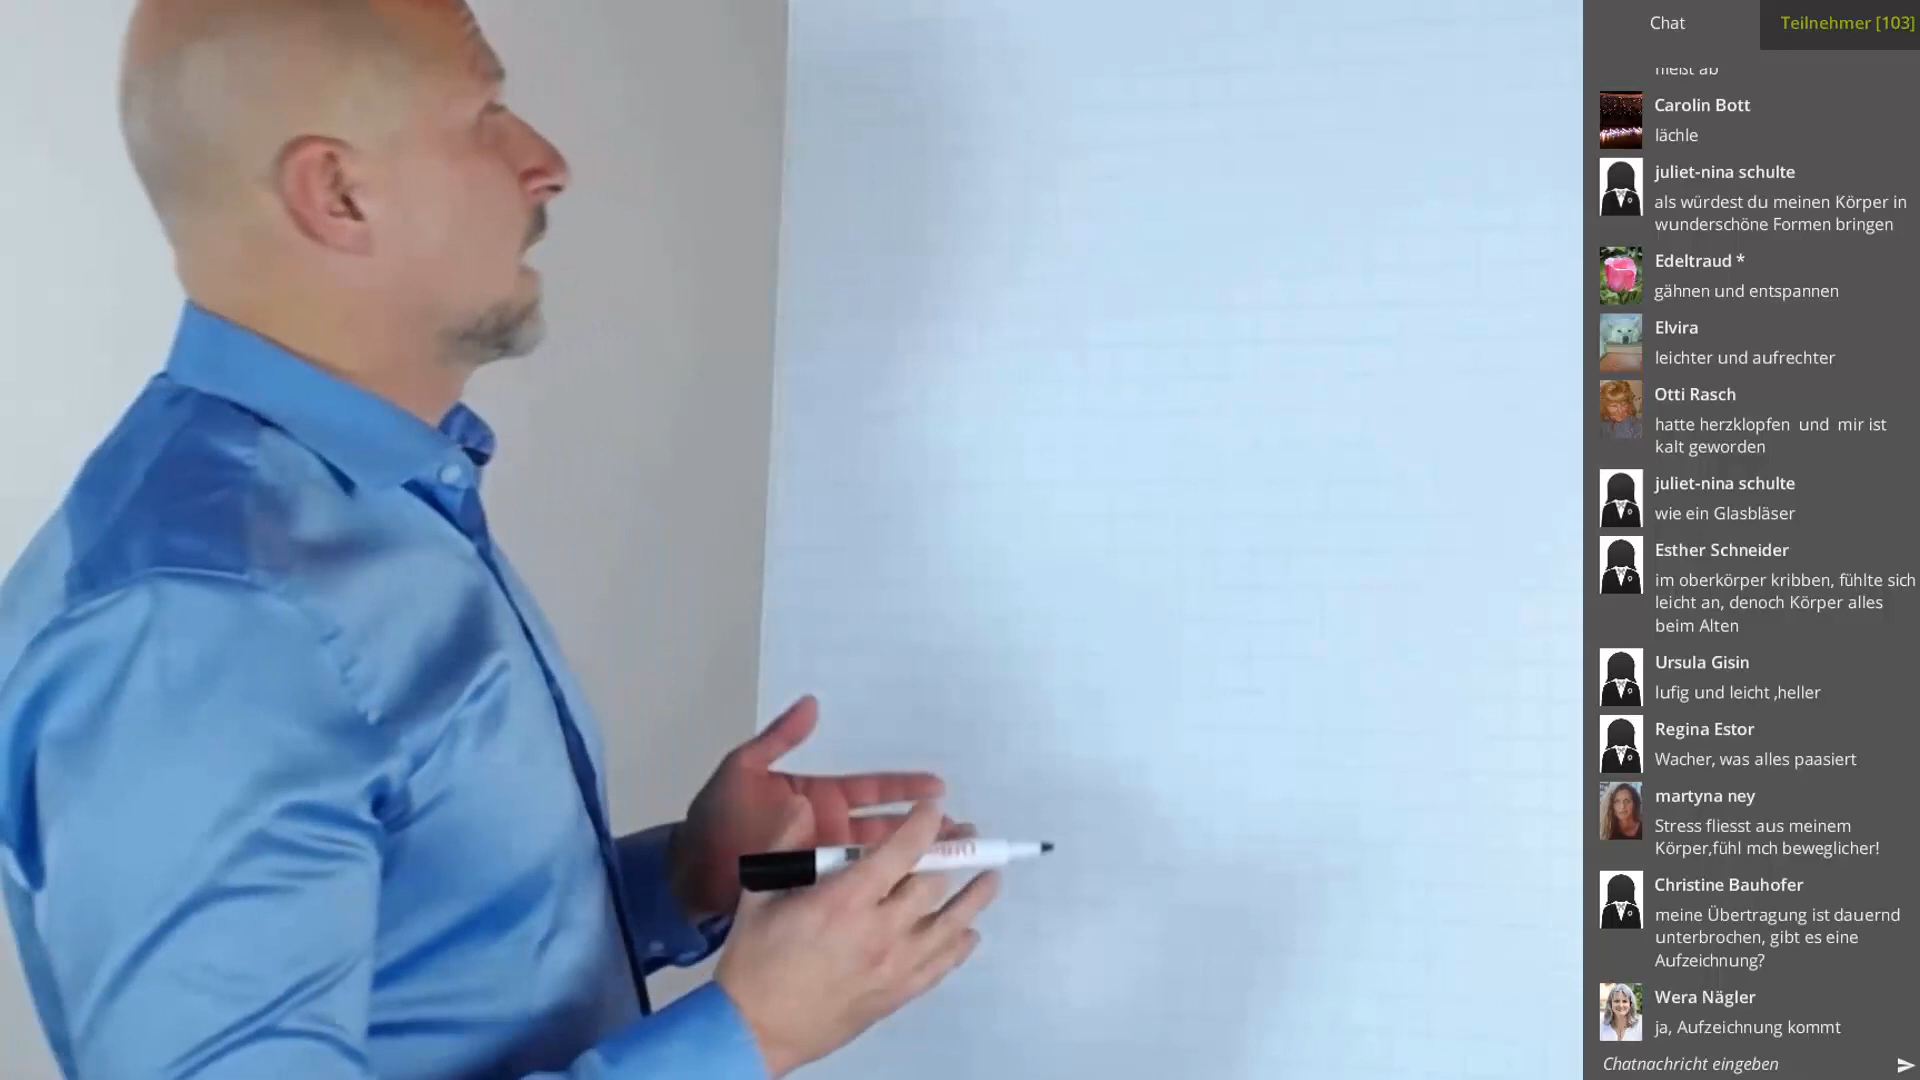 Chat
Teilnehmer [103]
fließt ab
Carolin Bott
lächle
juliet-nina schulte
als würdest du meinen Körper in
wunderschöne Formen bringen
Edeltraud *
gähnen und entspannen
Elvira
leichter und aufrechter
Otti Rasch
hatte herzklopfen und mir ist
kalt geworden
juliet-nina schulte
wie ein Glasbläser
Esther Schneider
im oberkörper kribben, fühlte sich
leicht an, denoch Körper alles
beim Alten
Ursula Gisin
lufig und leicht ,heller
Regina Estor
Wacher, was alles paasiert
martyna ney
Stress fliesst aus meinem
Körper,fühl mch beweglicher!
Christine Bauhofer
meine Übertragung ist dauernd
unterbrochen, gibt es eine
Aufzeichnung?
Wera Nägler
ja, Aufzeichnung kommt
Chatnachricht eingeben